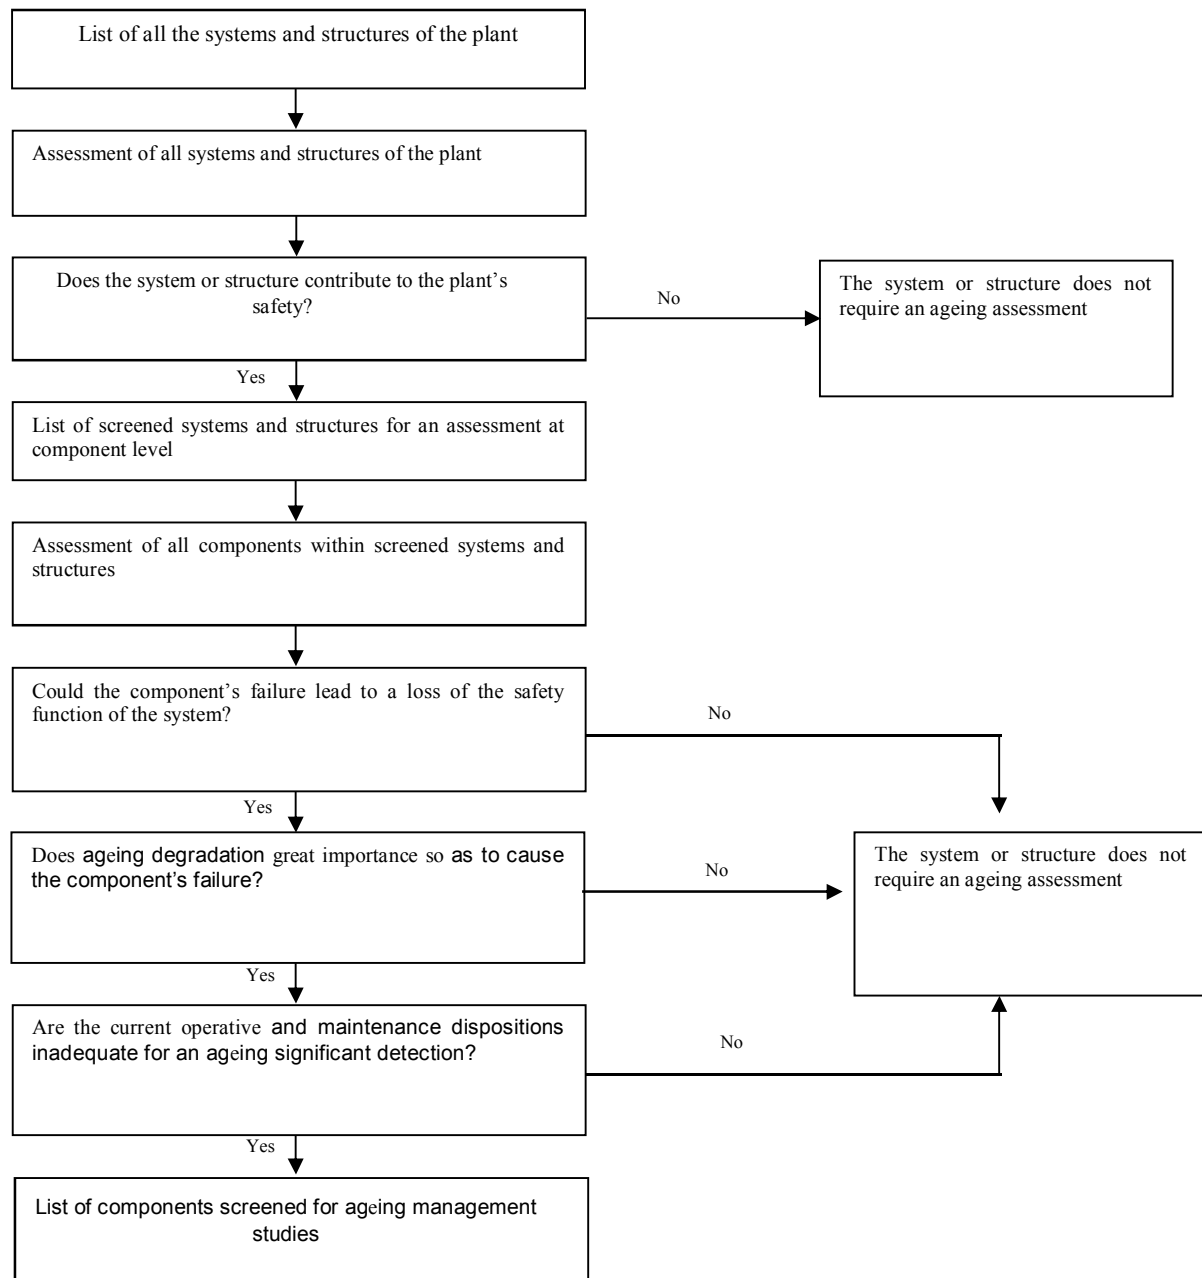 List of all the systems and structures of the plant
Assessment of all systems and structures of the plant
Does the system or structure contribute to the plant’s
safety?
No
The system or structure does not
require an ageing assessment
Yes
List of screened systems and structures for an assessment at
component level
Assessment of all components within screened systems and
structures
Could the component’s failure lead to a loss of the safety
function of the system?
No
Yes
Does ageing degradation great importance so as to cause
the component’s failure?
No
The system or structure does not
require an ageing assessment
Yes
Are the current operative and maintenance dispositions
inadequate for an ageing significant detection?
No
Yes
List of components screened for ageing management
studies